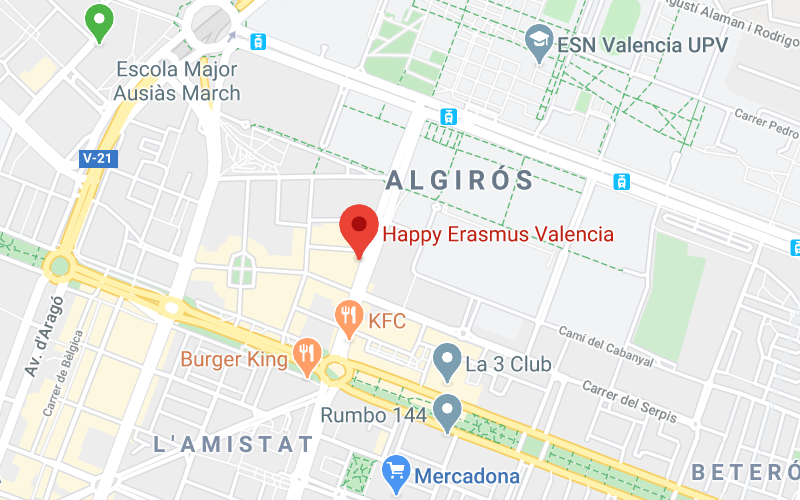 Agustí Alaman i Rodrigo
ESN Valencia UPV
Escola Major
Ausiàs March
Carrer Pedro
V-21
ALGIRÓS
Happy Erasmus Valencia
Av. d'Aragó
Carrer de Bèlgica
KFC
Camí del Cabanyal
Burger King
La 3 Club
Carrer del Serpis
Rumbo 144
L'AMISTAT
BETERÓ
Mercadona